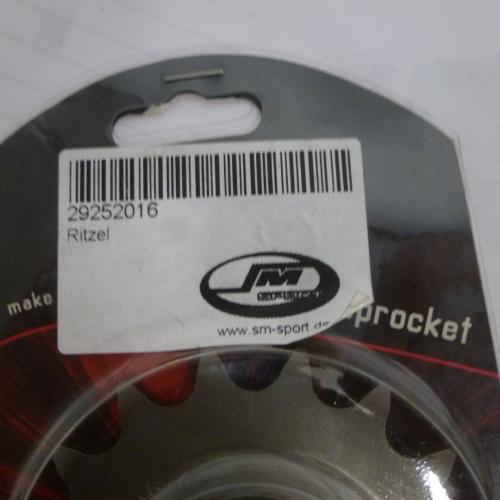 29252016
Ritzel
SM
SPORT
www.sm-sport.de
make
procket